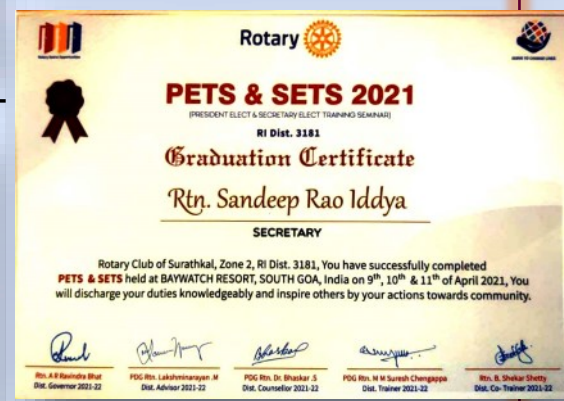 Rotary
PETS & SETS 2021
(PRESIDENT ELECT & SECRETARY ELECT TRAINING SEMINAR)
RI Dist. 3181
Graduation Certificate
Rtn. Sandeep Rao Iddya
SECRETARY
Rotary Club of Surathkal, Zone 2, RI Dist. 3181, You have successfully completed
PETS & SETS held at BAYWATCH RESORT, SOUTH GOA, India on 9th, 10th & 11th of April 2021, You
will discharge your duties knowledgeably and inspire others by your actions towards community.
Rtn. A R Ravindra Bhat
Dist. Governor 2021-22
PDG Rtn. Lakshminarayan .M
Dist. Advisor 2021-22
PDG Rtn. Dr. Bhaskar .S
Dist. Counsellor 2021-22
PDG Rtn. M M Suresh Chengappa
Dist. Trainer 2021-22
Rtn. B. Shekar Shetty
Dist. Co- Trainer 2021-22